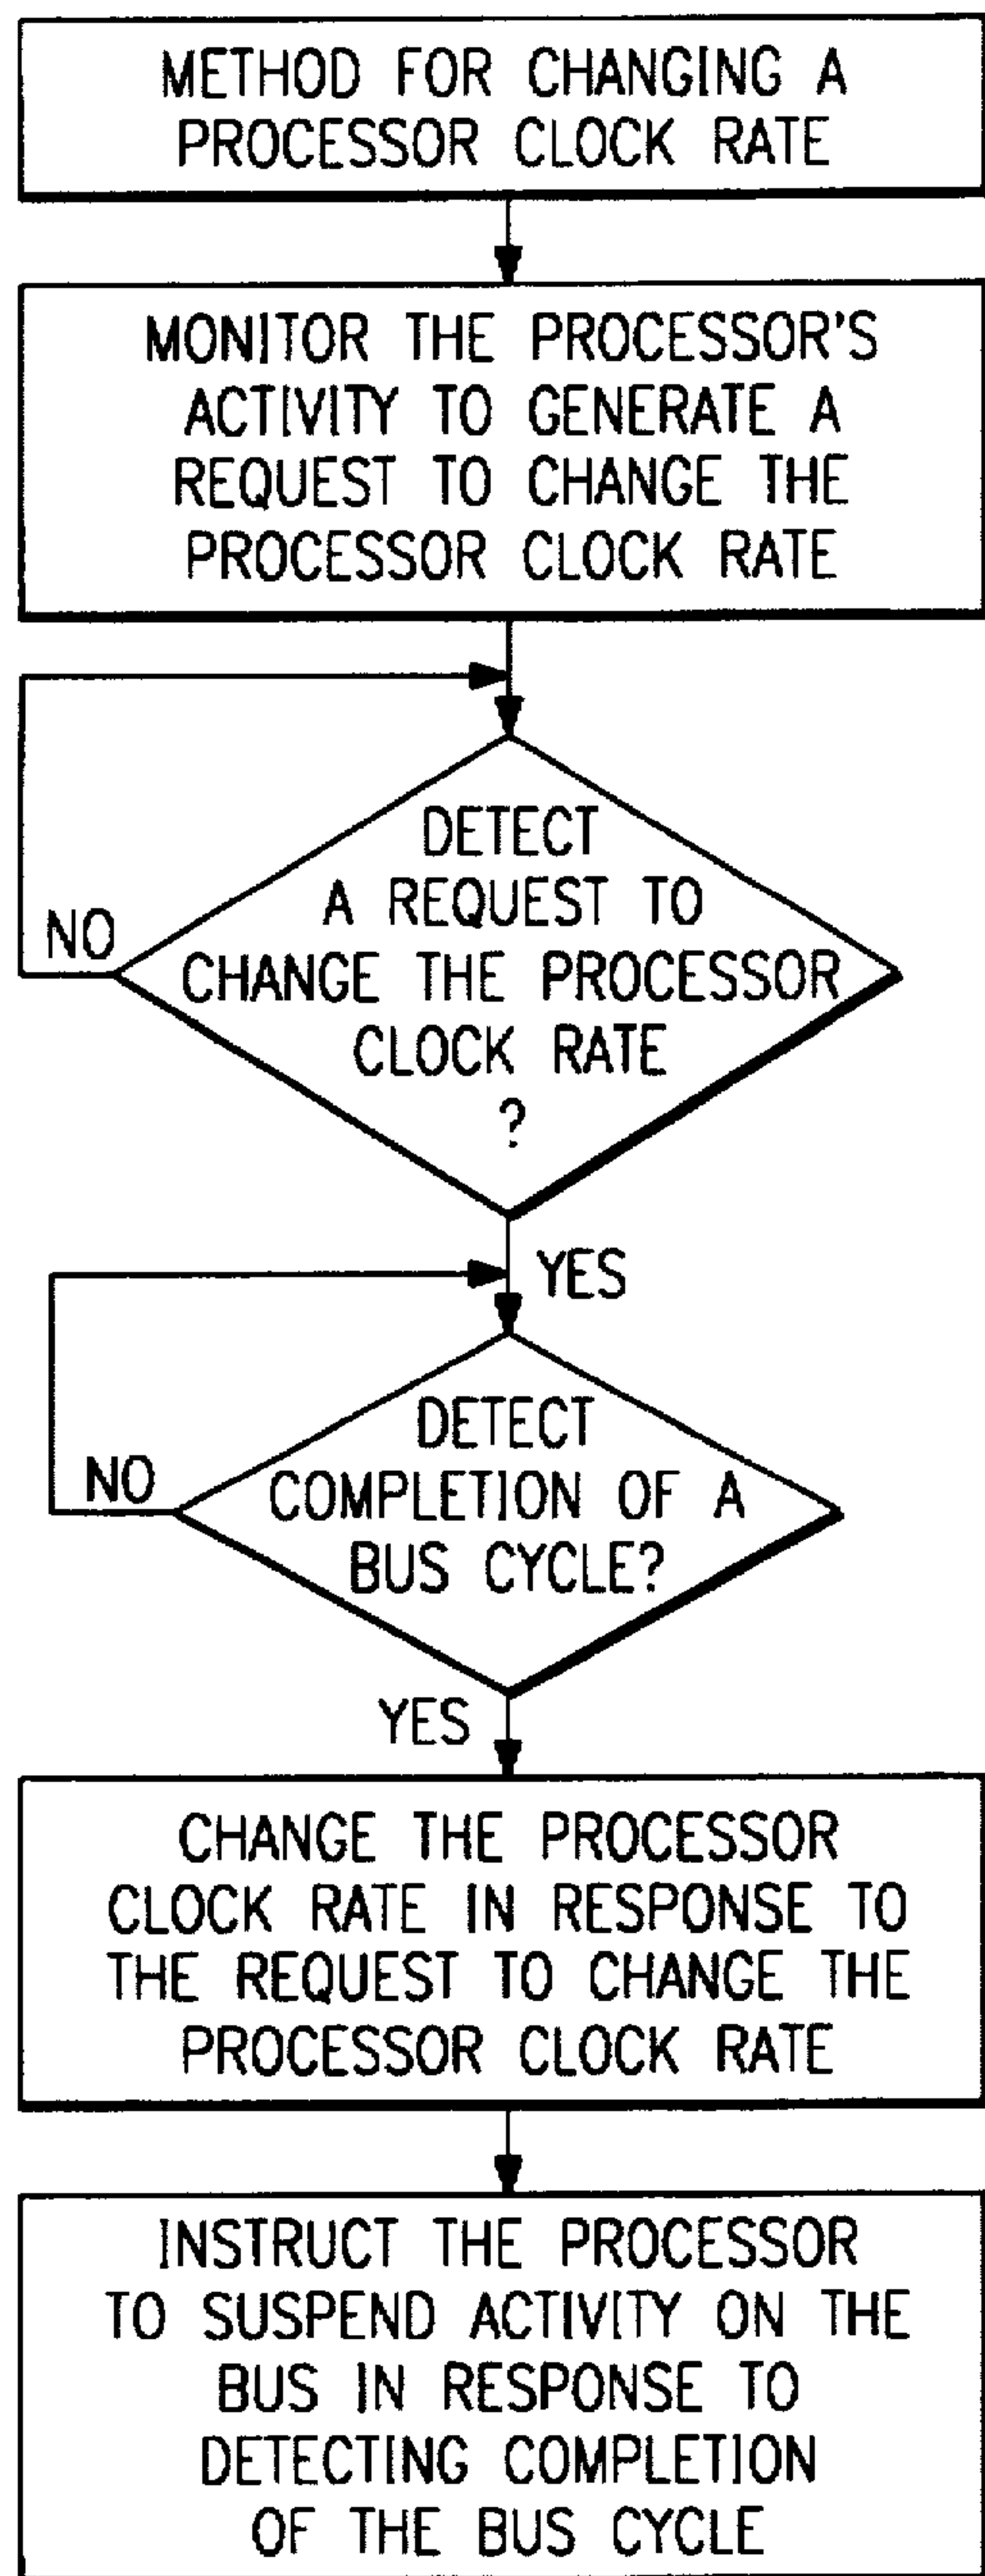 METHOD FOR CHANGING A
PROCESSOR CLOCK RATE
MONITOR THE PROCESSOR'S
ACTIVITY TO GENERATE A
REQUEST TO CHANGE THE
PROCESSOR CLOCK RATE
DETECT
A REQUEST TO
CHANGE THE PROCESSOR
CLOCK RATE
?
NO
YES
DETECT
COMPLETION OF A
BUS CYCLE?
NO
YES
CHANGE THE PROCESSOR
CLOCK RATE IN RESPONSE TO
THE REQUEST TO CHANGE THE
PROCESSOR CLOCK RATE
INSTRUCT THE PROCESSOR
TO SUSPEND ACTIVITY ON THE
BUS IN RESPONSE TO
DETECTING COMPLETION
OF THE BUS CYCLE